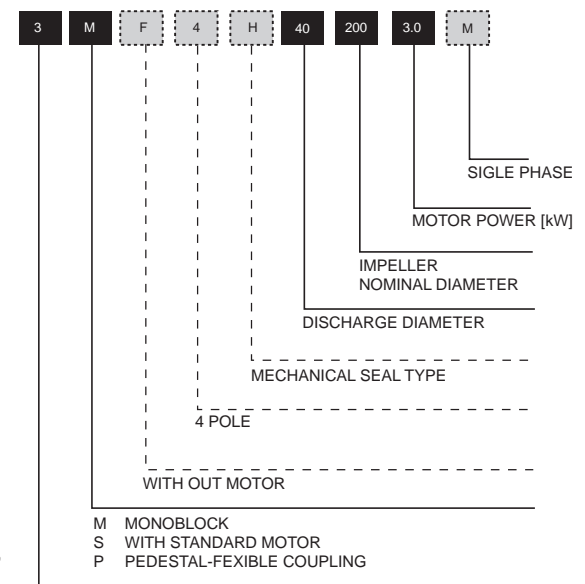 3 M F 4 H 40 200 3.0 M
SIGLE PHASE
MOTOR POWER [kW]
IMPELLER
NOMINAL DIAMETER
DISCHARGE DIAMETER
MECHANICAL SEAL TYPE
4 POLE
WITH OUT MOTOR
M MONOBLOCK
S WITH STANDARD MOTOR
P PEDESTAL-FEXIBLE COUPLING